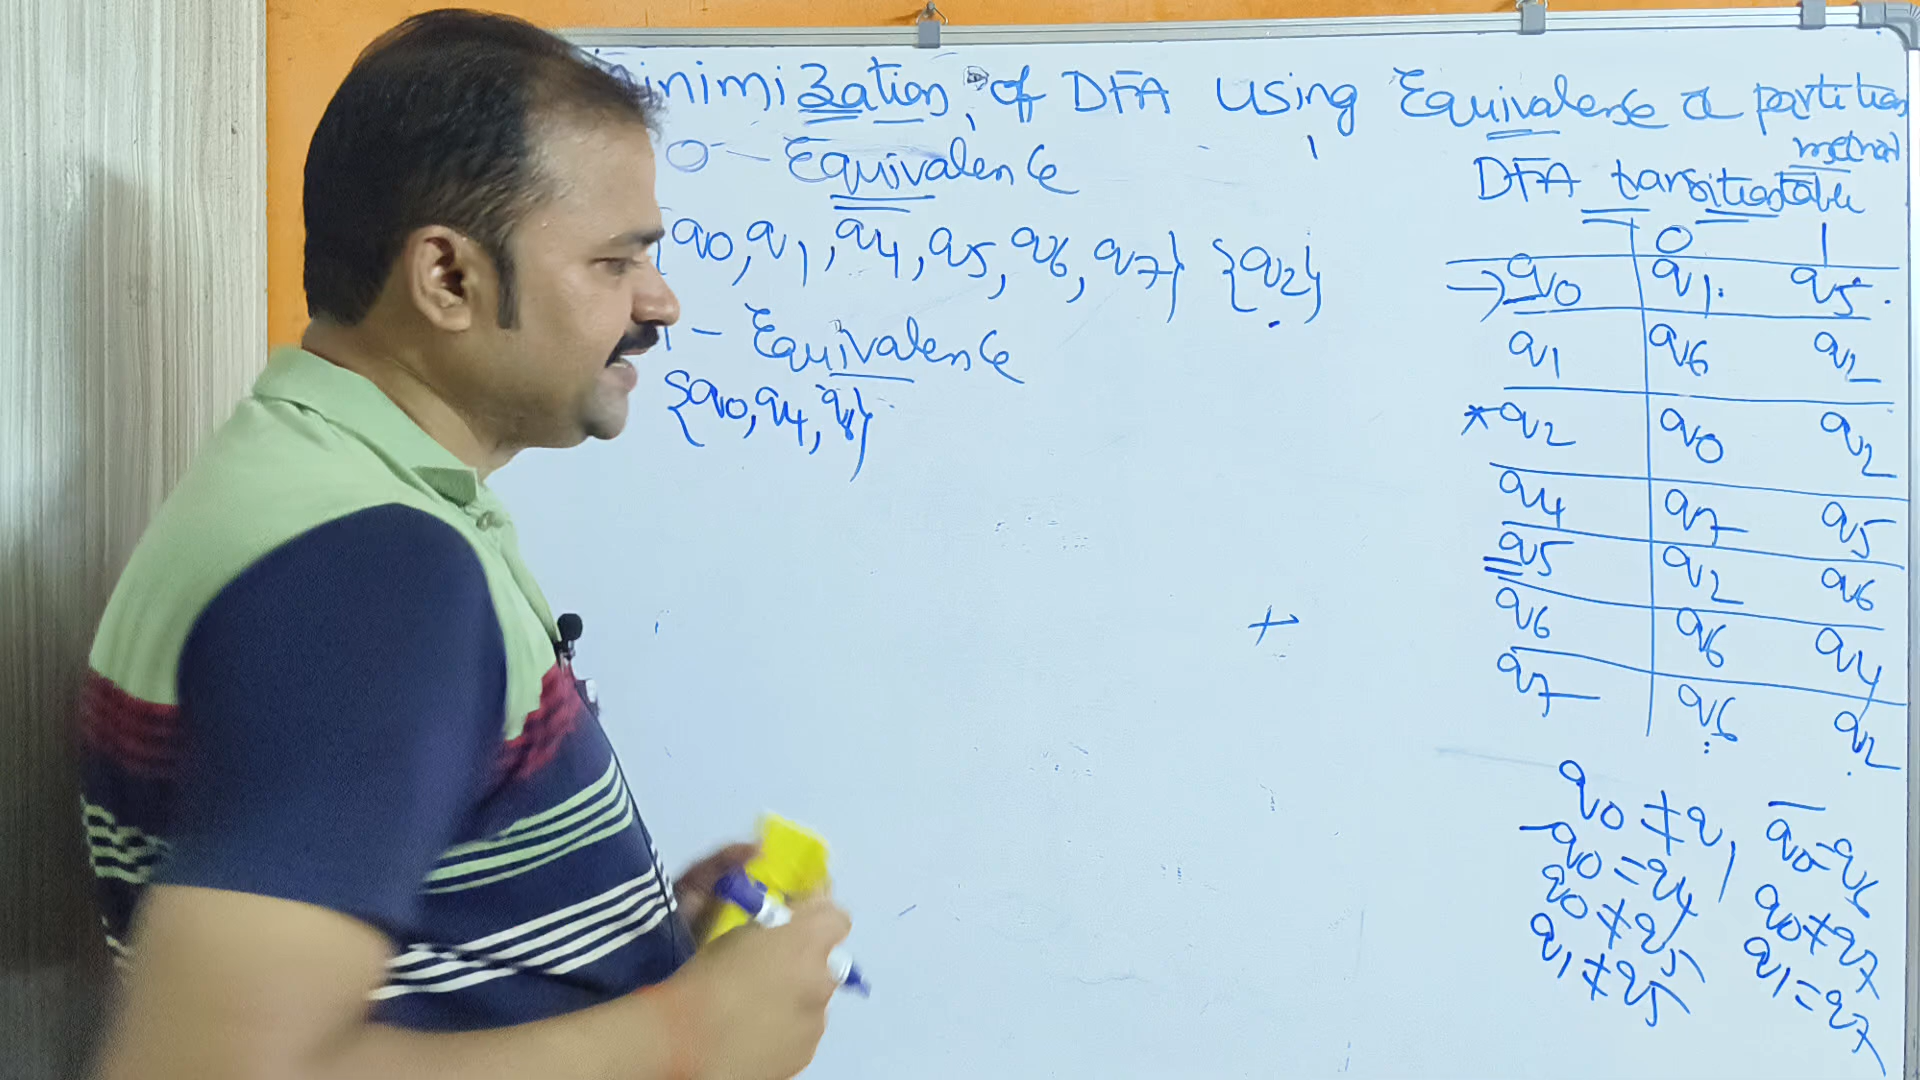 inimization of DFA using Equivalence or partition method
0 - Equivalence
{q0, q1, q4, q5, q6, q7} {q2}
1 - Equivalence
{q0, q4, q6}
DFA transition table
0 1
→q0 q1 q5
q1 q6 q2
*q2 q0 q2
q4 q7 q5
q5 q2 q6
q6 q6 q4
q7 q6 q2
q0 ≠ q1 q0 = q6
q0 = q4
q0 ≠ q5 q0 ≠ q7
q1 ≠ q5 q1 = q7
+